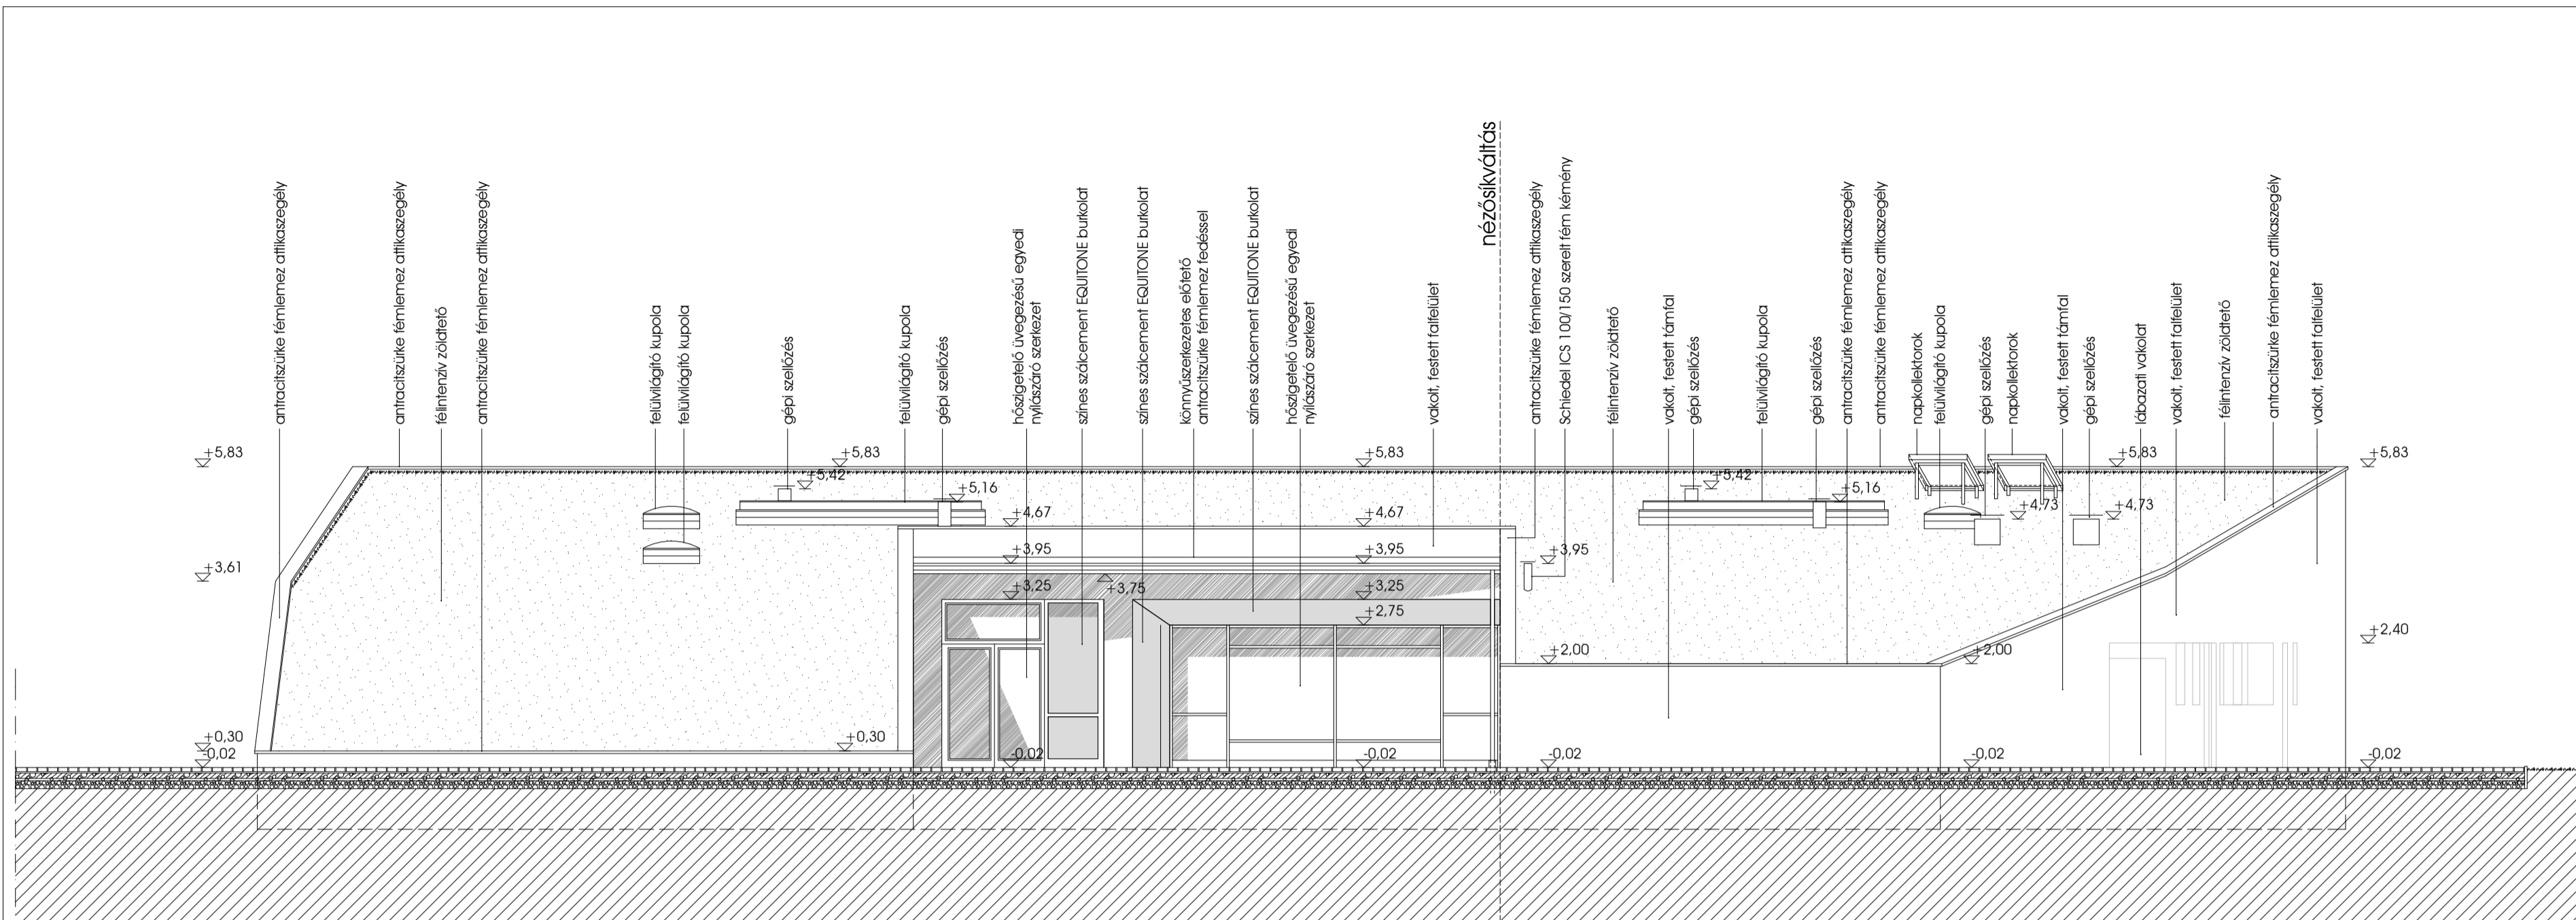 antracitszürke fémlemez attikaszegély
antracitszürke fémlemez attikaszegély
félintenzív zöldtető
antracitszürke fémlemez attikaszegély
felülvilágító kupola
felülvilágító kupola
gépi szellőzés
felülvilágító kupola
gépi szellőzés
hőszigetelő üvegezésű egyedi
nyílászáró szerkezet
színes szálcement EQUITONE burkolat
színes szálcement EQUITONE burkolat
könnyűszerkezetes előtető
antracitszürke fémlemez fedéssel
színes szálcement EQUITONE burkolat
hőszigetelő üvegezésű egyedi
nyílászáró szerkezet
vakolt, festett falfelület
nézősíkváltás
antracitszürke fémlemez attikaszegély
Schiedel ICS 100/150 szerelt fém kémény
félintenzív zöldtető
vakolt, festett támfal
gépi szellőzés
felülvilágító kupola
gépi szellőzés
antracitszürke fémlemez attikaszegély
antracitszürke fémlemez attikaszegély
napkollektorok
felülvilágító kupola
gépi szellőzés
napkollektorok
vakolt, festett támfal
gépi szellőzés
lábazati vakolat
vakolt, festett falfelület
félintenzív zöldtető
antracitszürke fémlemez attikaszegély
vakolt, festett falfelület
+5,83
+5,83
+5,83
+5,83
+5,83
+5,42
+5,42
+5,16
+5,16
+4,67
+4,67
+4,73
+4,73
+3,95
+3,95
+3,95
+3,61
+3,75
+3,25
+3,25
+2,75
+2,40
+2,00
+2,00
+0,30
+0,30
-0,02
-0,02
-0,02
-0,02
-0,02
-0,02